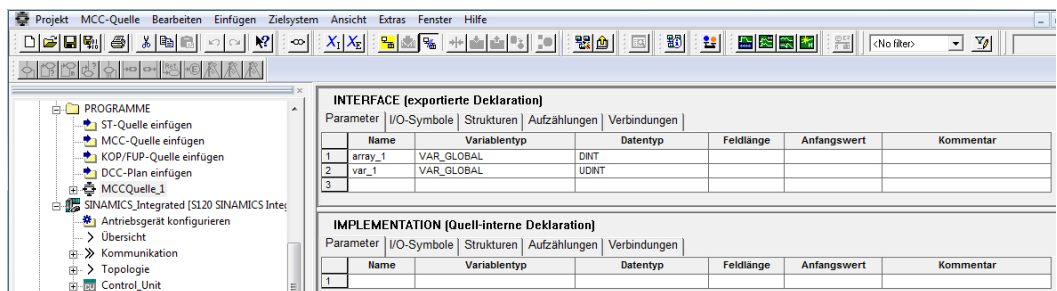 Projekt MCC-Quelle Bearbeiten Einfügen Zielsystem Ansicht Extras Fenster Hilfe
<No filter>
PROGRAMME
ST-Quelle einfügen
MCC-Quelle einfügen
KOP/FUP-Quelle einfügen
DCC-Plan einfügen
MCCQuelle_1
SINAMICS_Integrated [S120 SINAMICS Integ
Antriebsgerät konfigurieren
Übersicht
Kommunikation
Topologie
Control_Unit
INTERFACE (exportierte Deklaration)
Parameter I/O-Symbole Strukturen Aufzählungen Verbindungen
Name Variablentyp Datentyp Feldlänge Anfangswert Kommentar
1 array_1 VAR_GLOBAL DINT
2 var_1 VAR_GLOBAL UDINT
3
IMPLEMENTATION (Quell-interne Deklaration)
Parameter I/O-Symbole Strukturen Aufzählungen Verbindungen
Name Variablentyp Datentyp Feldlänge Anfangswert Kommentar
1